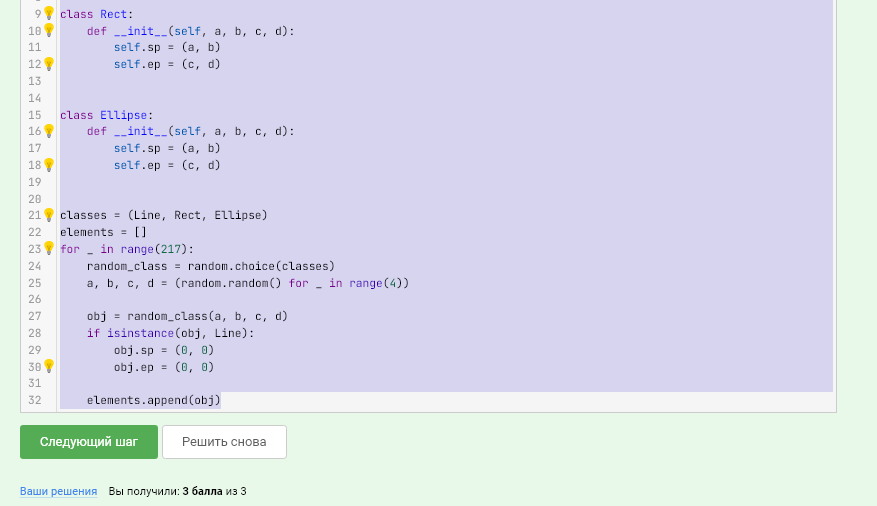 9 class Rect:
10 def __init__(self, a, b, c, d):
11 self.sp = (a, b)
12 self.ep = (c, d)
13
14
15 class Ellipse:
16 def __init__(self, a, b, c, d):
17 self.sp = (a, b)
18 self.ep = (c, d)
19
20
21 classes = (Line, Rect, Ellipse)
22 elements = []
23 for _ in range(217):
24 random_class = random.choice(classes)
25 a, b, c, d = (random.random() for _ in range(4))
26
27 obj = random_class(a, b, c, d)
28 if isinstance(obj, Line):
29 obj.sp = (0, 0)
30 obj.ep = (0, 0)
31
32 elements.append(obj)
Следующий шаг Решить снова
Ваши решения Вы получили: 3 балла из 3